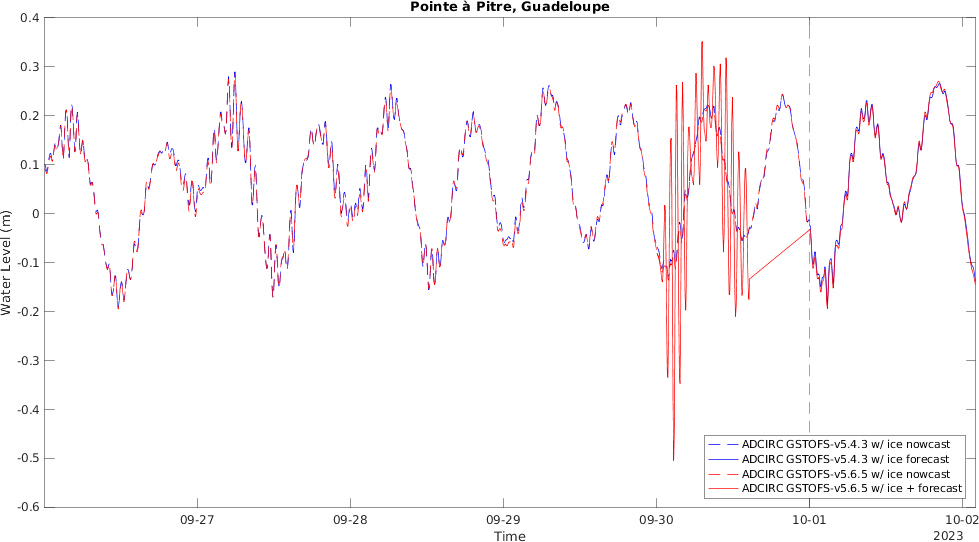 Pointe à Pitre, Guadeloupe
0.4
0.3
0.2
0.1
0
-0.1
-0.2
-0.3
-0.4
-0.5
-0.6
Water Level (m)
ADCIRC GSTOFS-v5.4.3 w/ ice nowcast
ADCIRC GSTOFS-v5.4.3 w/ ice forecast
ADCIRC GSTOFS-v5.6.5 w/ ice nowcast
ADCIRC GSTOFS-v5.6.5 w/ ice + forecast
09-27 09-28 09-29 09-30 10-01 10-02
2023
Time